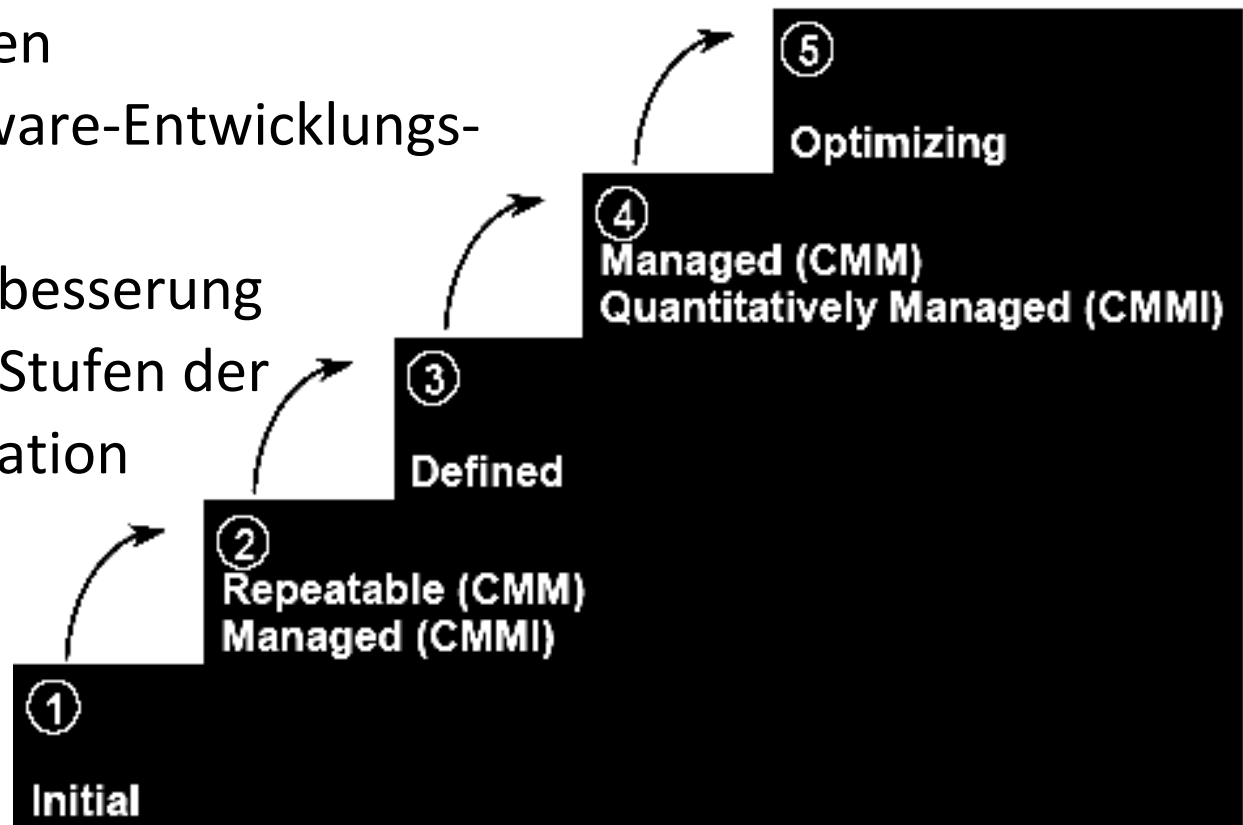 en
ware-Entwicklungs-
besserung
Stufen der
ation
5
Optimizing
4
Managed (CMM)
Quantitatively Managed (CMMI)
3
Defined
2
Repeatable (CMM)
Managed (CMMI)
1
Initial